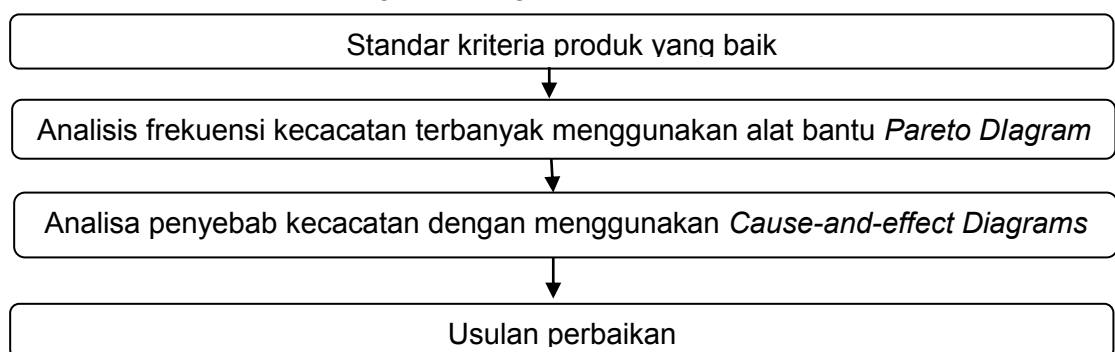 Standar kriteria produk yang baik
Analisis frekuensi kecacatan terbanyak menggunakan alat bantu Pareto DIagram
Analisa penyebab kecacatan dengan menggunakan Cause-and-effect Diagrams
Usulan perbaikan